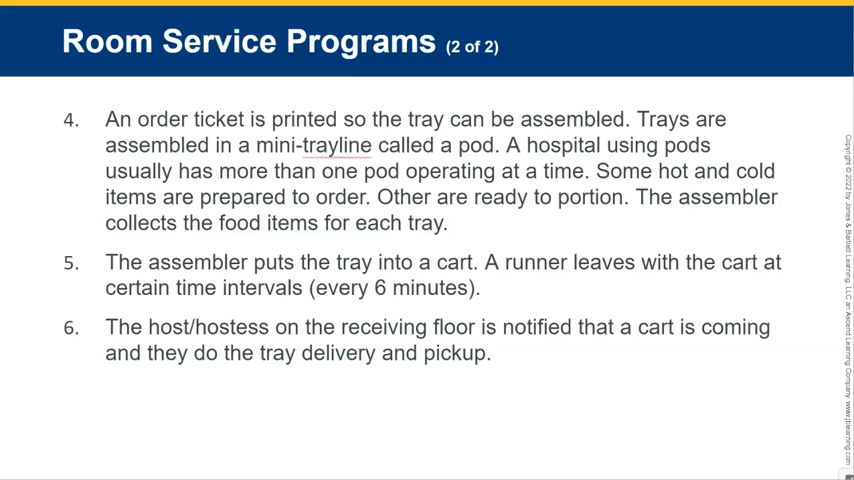 Room Service Programs (2 of 2)
4. An order ticket is printed so the tray can be assembled. Trays are
assembled in a mini-trayline called a pod. A hospital using pods
usually has more than one pod operating at a time. Some hot and cold
items are prepared to order. Other are ready to portion. The assembler
collects the food items for each tray.
5. The assembler puts the tray into a cart. A runner leaves with the cart at
certain time intervals (every 6 minutes).
6. The host/hostess on the receiving floor is notified that a cart is coming
and they do the tray delivery and pickup.
Copyright © 2022 by Jones & Bartlett Learning, LLC an Ascend Learning Company. www.jblearning.com